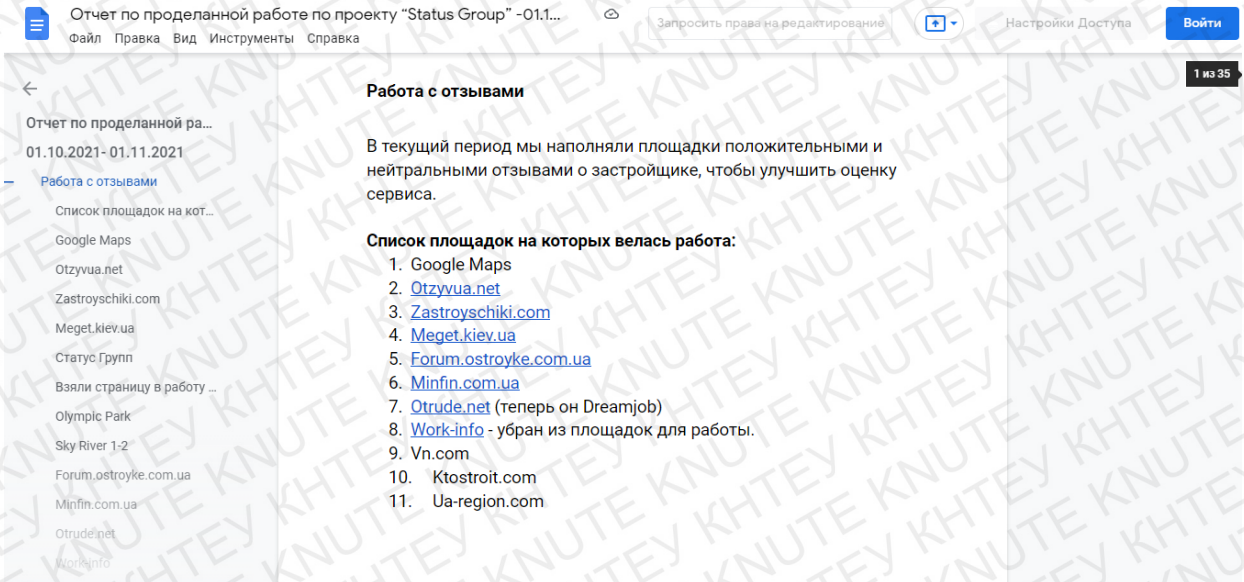 Отчет по проделанной работе по проекту “Status Group” -01.1...
Запросить права на редактирование
Настройки Доступа
Войти
Файл Правка Вид Инструменты Справка
1 из 35
Отчет по проделанной ра...
01.10.2021- 01.11.2021
Работа с отзывами
Список площадок на кот...
Google Maps
Otzyvua.net
Zastroyschiki.com
Meget.kiev.ua
Статус Групп
Взяли страницу в работу ...
Olympic Park
Sky River 1-2
Forum.ostroyke.com.ua
Minfin.com.ua
Otrude.net
Work-info
Работа с отзывами
В текущий период мы наполняли площадки положительными и
нейтральными отзывами о застройщике, чтобы улучшить оценку
сервиса.
Список площадок на которых велась работа:
1. Google Maps
2. Otzyvua.net
3. Zastroyschiki.com
4. Meget.kiev.ua
5. Forum.ostroyke.com.ua
6. Minfin.com.ua
7. Otrude.net (теперь он Dreamjob)
8. Work-info - убран из площадок для работы.
9. Vn.com
10. Ktostroit.com
11. Ua-region.com
KNUTE КНТЕУ